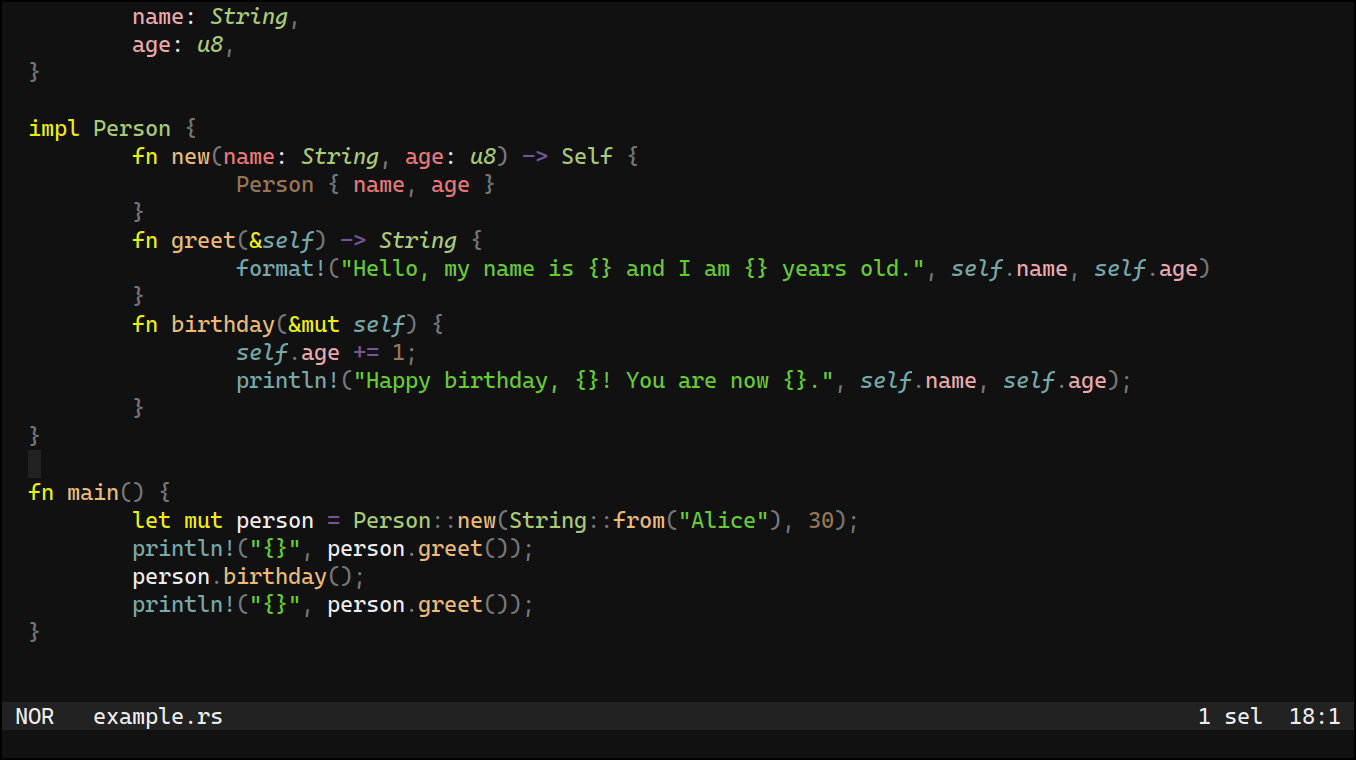 name: String,
        age: u8,
}

impl Person {
        fn new(name: String, age: u8) -> Self {
                Person { name, age }
        }
        fn greet(&self) -> String {
                format!("Hello, my name is {} and I am {} years old.", self.name, self.age)
        }
        fn birthday(&mut self) {
                self.age += 1;
                println!("Happy birthday, {}! You are now {}.", self.name, self.age);
        }
}

fn main() {
        let mut person = Person::new(String::from("Alice"), 30);
        println!("{}", person.greet());
        person.birthday();
        println!("{}", person.greet());
}
NOR   example.rs   1 sel  18:1